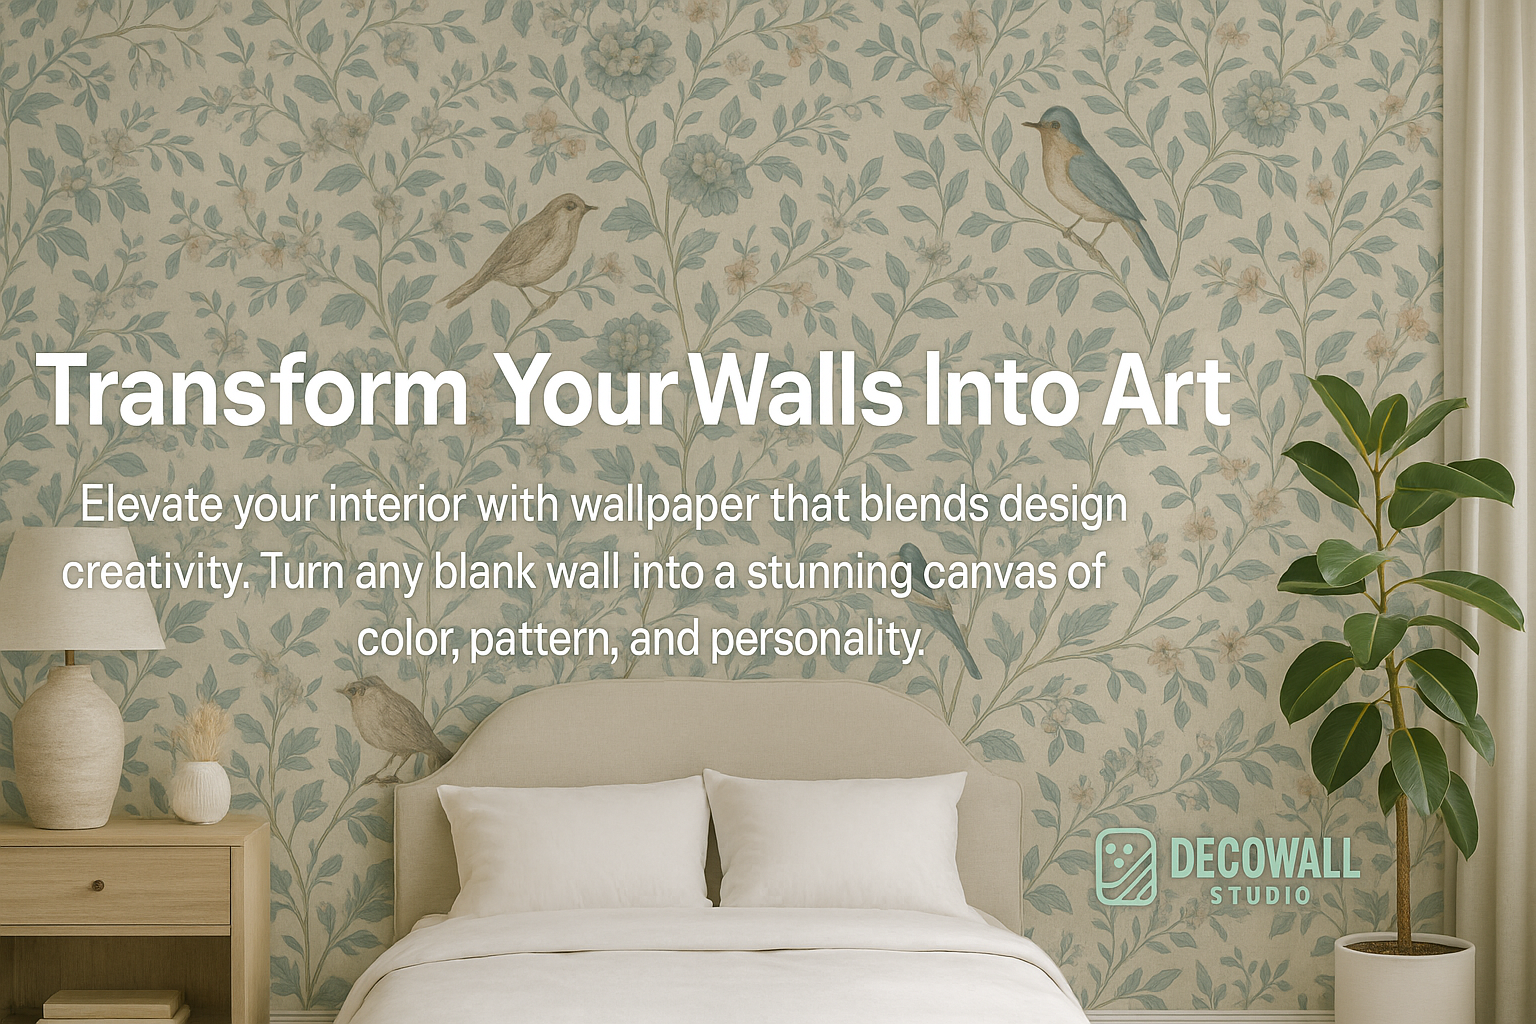 Transform Your Walls Into Art
Elevate your interior with wallpaper that blends design
creativity. Turn any blank wall into a stunning canvas of
color, pattern, and personality.
DECOWALL
STUDIO